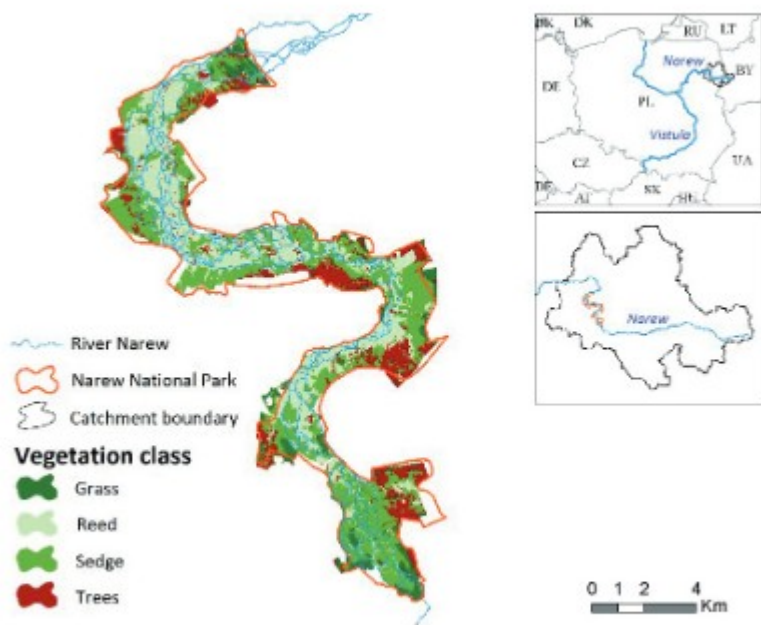 River Narew
Narew National Park
Catchment boundary
Vegetation class
Grass
Reed
Sedge
Trees
DK
RU
LT
Narew
BY
DE
PL
Vistula
CZ
UA
SK
Narew
0 1 2 4
Km